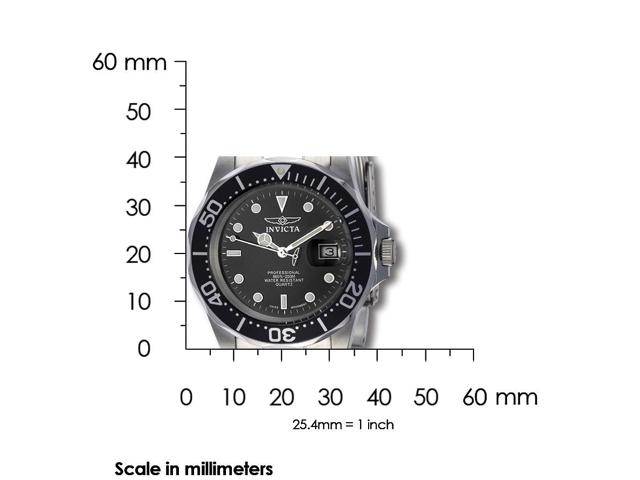 60 mm
50
40
30
20
10
0
50
INVICTA
3
PROFESSIONAL
WATER RESISTANT
QUARTZ
40
20
30
0 10 20 30 40 50 60 mm
25.4mm = 1 inch
Scale in millimeters